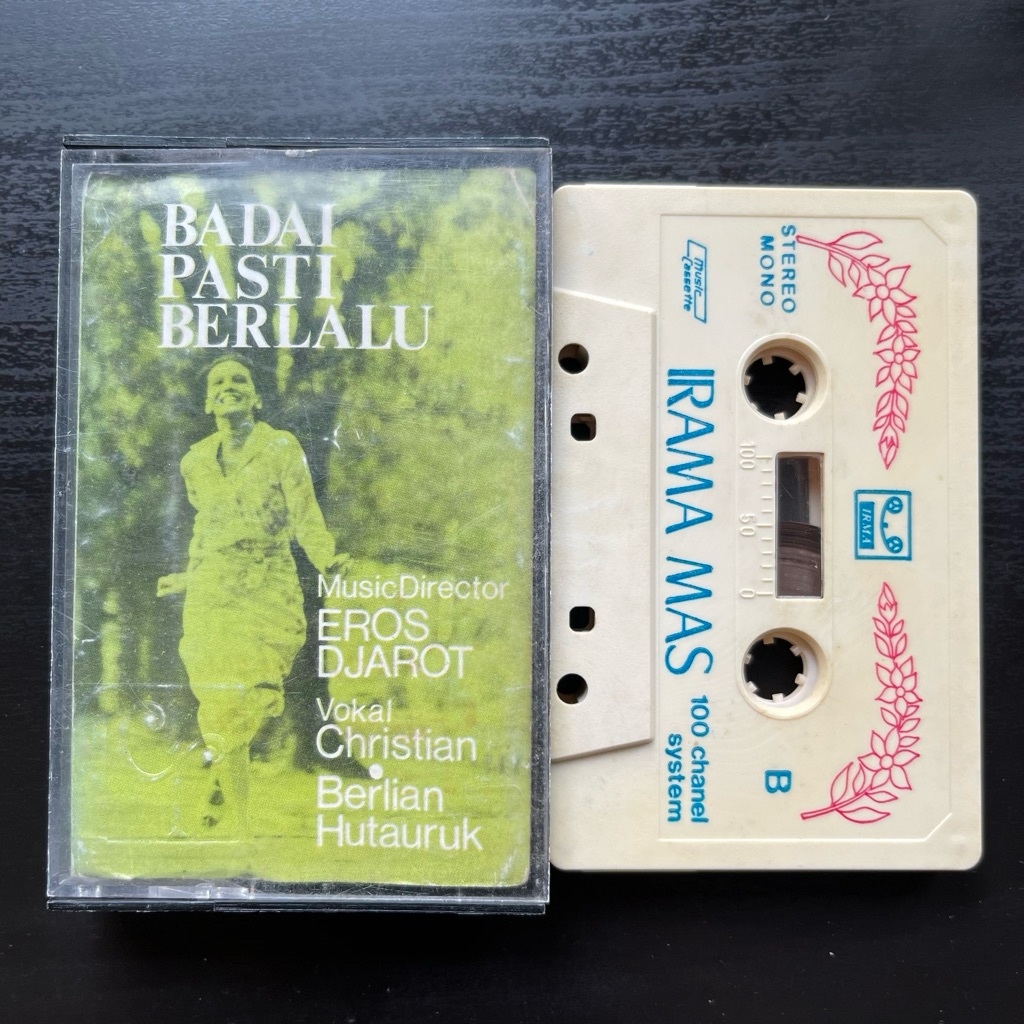 BADAI
PASTI
BERLALU
MusicDirector
EROS
DJAROT
Vokal
Christian
Berlian
Hutauruk
STEREO
MONO
Music
Cassette
IRAMA MAS
100 chanel
system
100
50
0
IRMA
B